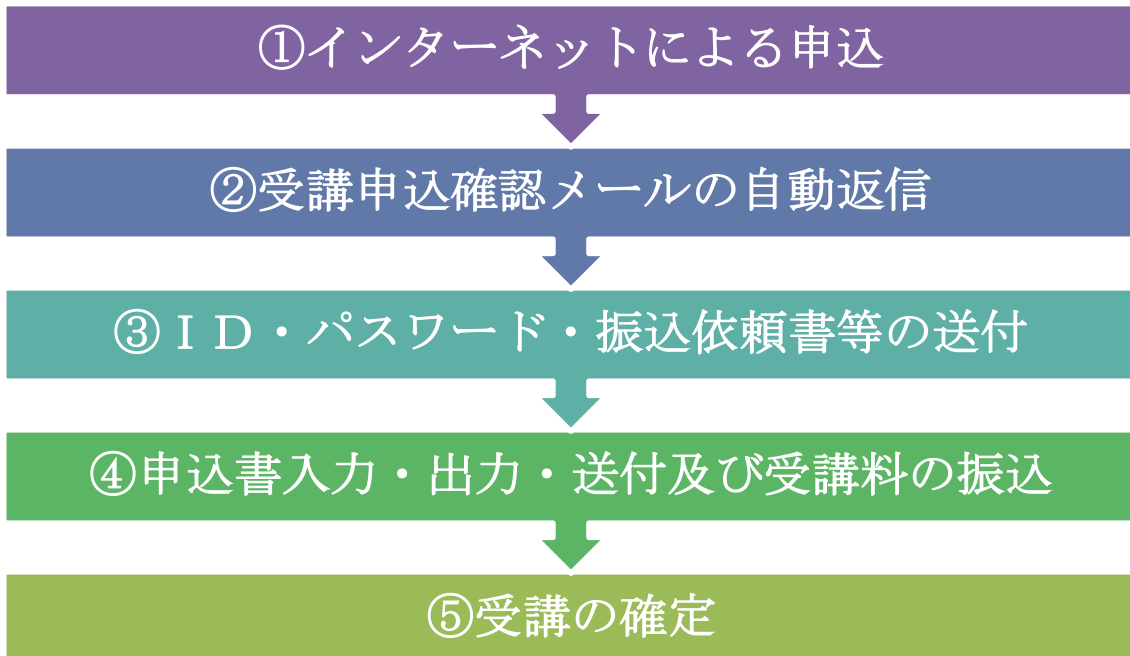 ①インターネットによる申込
②受講申込確認メールの自動返信
③ＩＤ・パスワード・振込依頼書等の送付
④申込書入力・出力・送付及び受講料の振込
⑤受講の確定